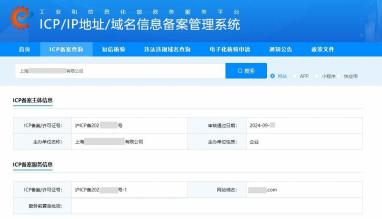 工业和信息化部政务服务平台
ICP/IP地址/域名信息备案管理系统
首页 ICP备案查询 短信核验 违法违规域名查询 电子化核验申请 通知公告 政策文件
上海 有限公司 搜索 网站 APP 小程序 快应用
ICP备案主体信息
ICP备案/许可证号： 沪ICP备202 号 审核通过日期： 2024-09-
主办单位名称： 上海 有限公司 主办单位性质： 企业
ICP备案服务信息
ICP备案/许可证号： 沪ICP备202 号-1 网站域名： .com
服务前置审批项：